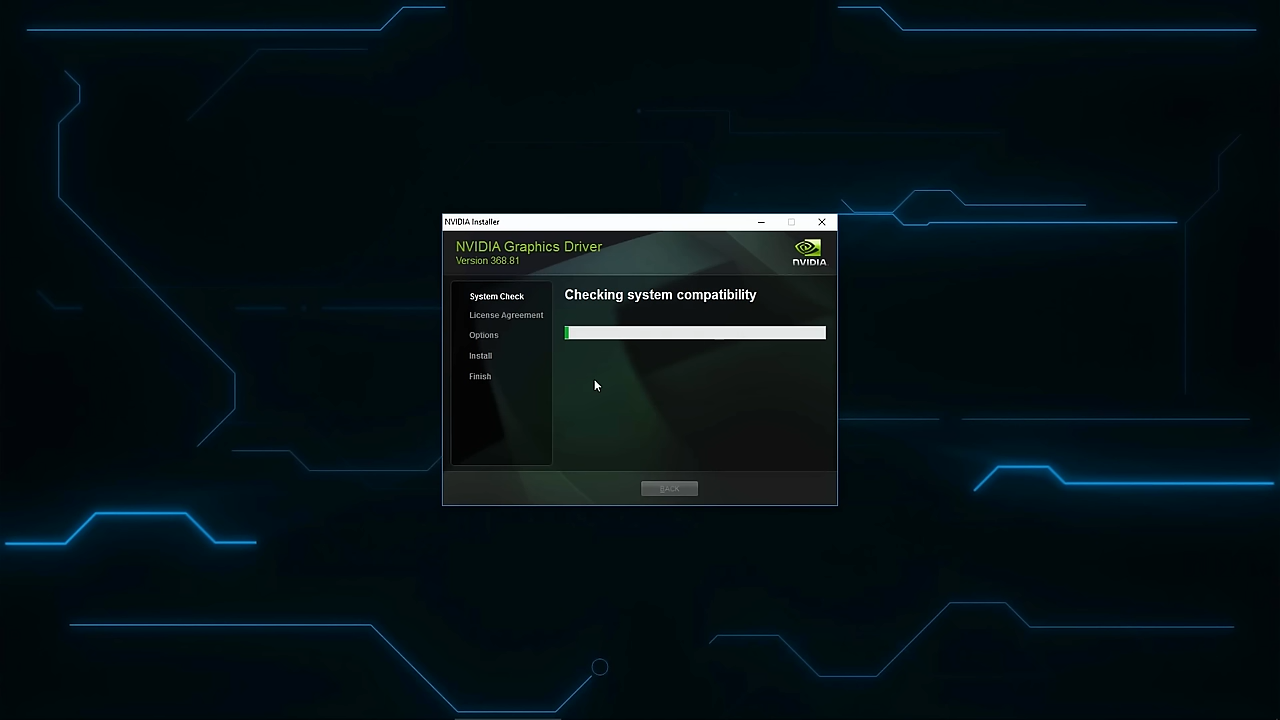 NVIDIA Installer
NVIDIA Graphics Driver
Version 368.81
NVIDIA
System Check
License Agreement
Options
Install
Finish
Checking system compatibility
BACK